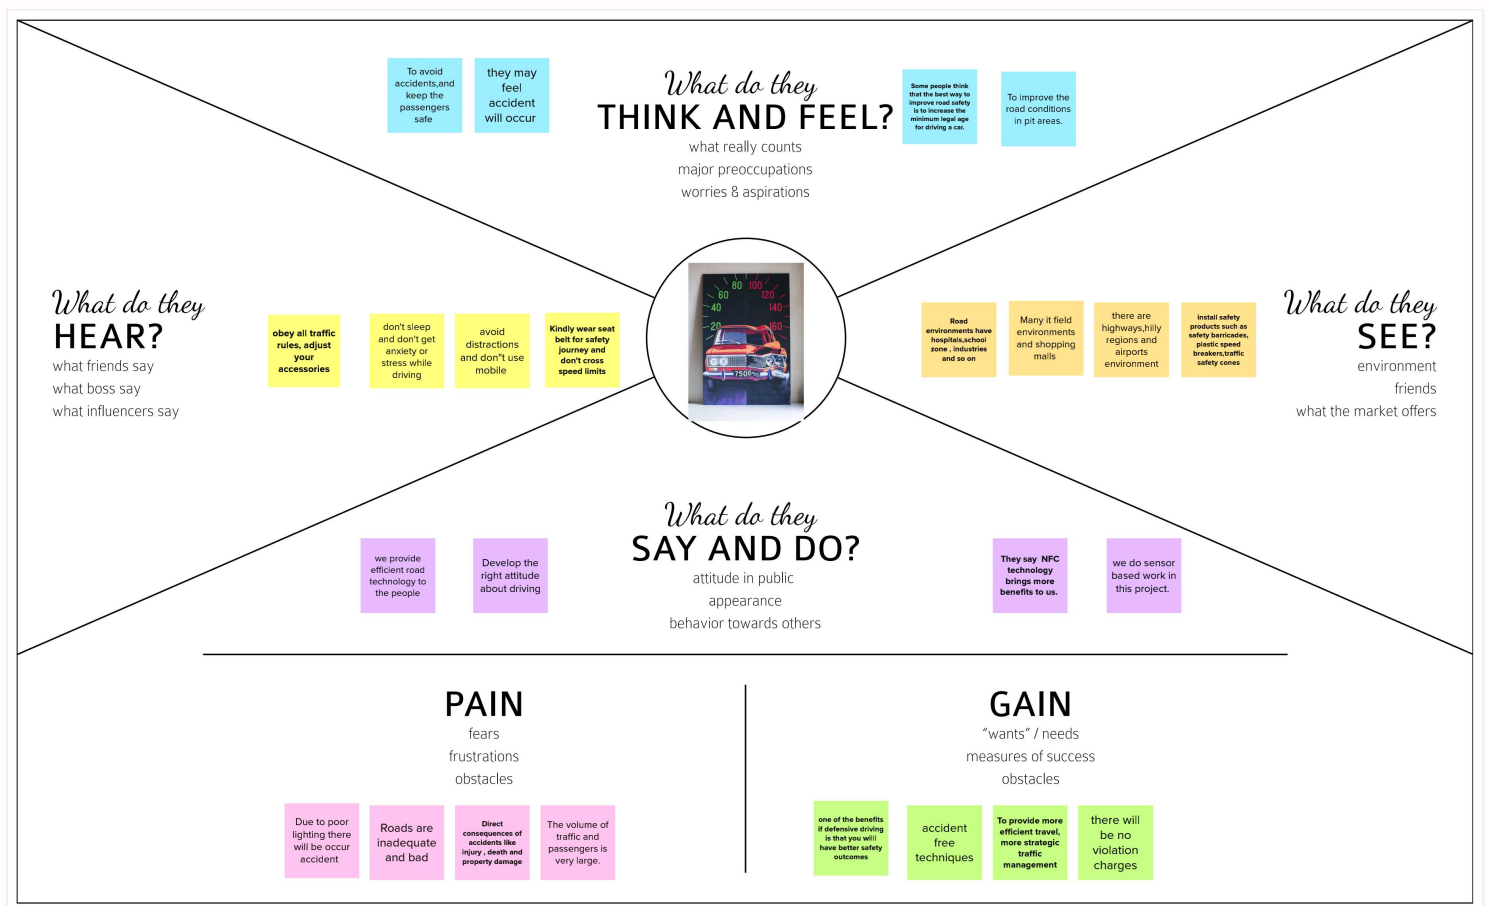 To avoid
accidents,and
keep the
passengers
safe
they may
feel
accident
will occur
What do they
THINK AND FEEL?
what really counts
major preoccupations
worries & aspirations
Some people think
that the best way to
improve road safety
is to increase the
minimum legal age
for driving a car.
To improve the
road conditions
in pit areas.
What do they
HEAR?
what friends say
what boss say
what influencers say
obey all traffic
rules, adjust
your
accessories
don't sleep
and don't get
anxiety or
stress while
driving
avoid
distractions
and don"t use
mobile
Kindly wear seat
belt for safety
journey and
don't cross
speed limits
20
40
60
80
100
120
140
160
7500
Road
environments have
hospitals,school
zone , industries
and so on
Many it field
environments
and shopping
malls
there are
highways,hilly
regions and
airports
environment
install safety
products such as
safety barricades,
plastic speed
breakers,traffic
safety cones
What do they
SEE?
environment
friends
what the market offers
we provide
efficient road
technology to
the people
Develop the
right attitude
about driving
What do they
SAY AND DO?
attitude in public
appearance
behavior towards others
They say NFC
technology
brings more
benefits to us.
we do sensor
based work in
this project.
PAIN
fears
frustrations
obstacles
Due to poor
lighting there
will be occur
accident
Roads are
inadequate
and bad
Direct
consequences of
accidents like
injury , death and
property damage
The volume of
traffic and
passengers is
very large.
GAIN
“wants” / needs
measures of success
obstacles
one of the benefits
if defensive driving
is that you will
have better safety
outcomes
accident
free
techniques
To provide more
efficient travel,
more strategic
traffic
management
there will
be no
violation
charges